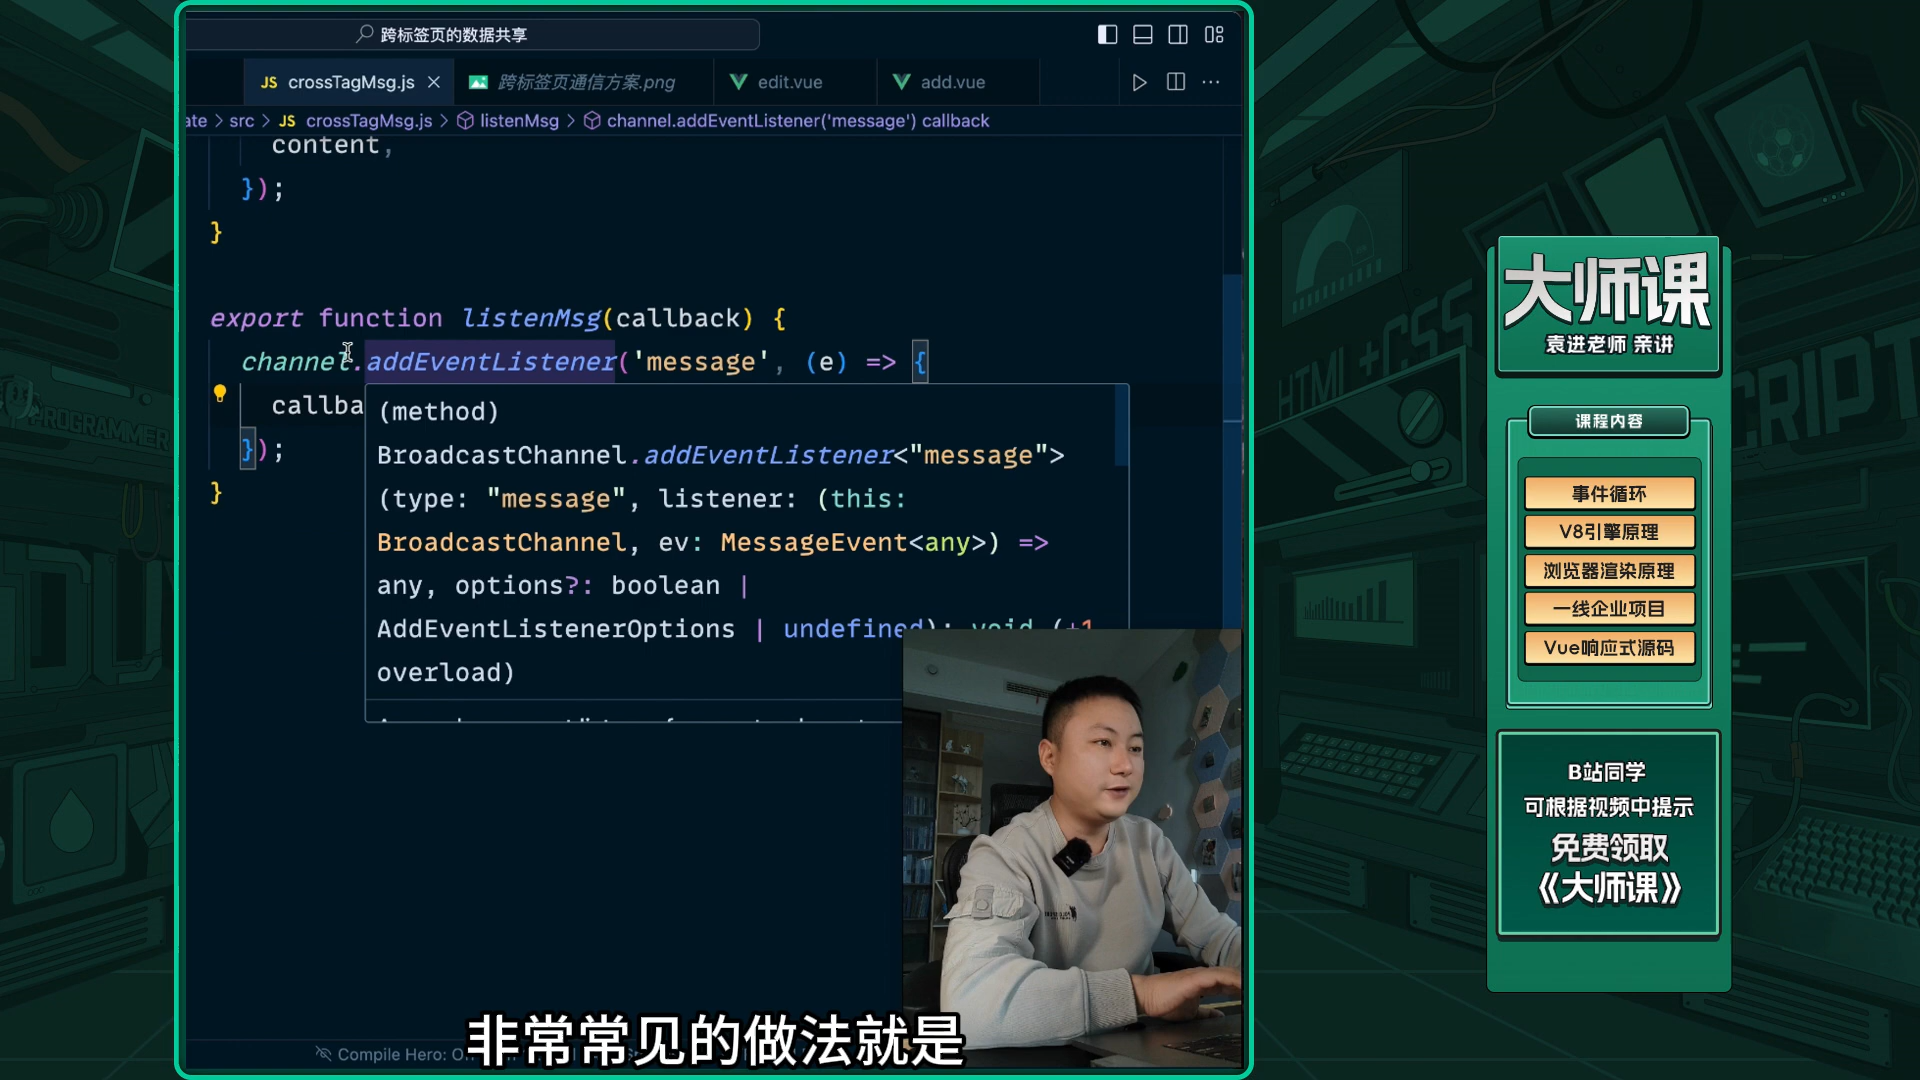 跨标签页的数据共享
JS crossTagMsg.js
跨标签页通信方案.png
edit.vue
add.vue
ate > src > JS crossTagMsg.js > listenMsg > channel.addEventListener('message') callback
content,
});
}
export function listenMsg(callback) {
channel.addEventListener('message', (e) => {
callba
});
}
(method)
BroadcastChannel.addEventListener<"message">
(type: "message", listener: (this:
BroadcastChannel, ev: MessageEvent<any>) =>
any, options?: boolean |
AddEventListenerOptions | undefined): void (+1
overload)
Compile Hero: O
非常常见的做法就是
大师课
袁进老师 亲讲
课程内容
事件循环
V8引擎原理
浏览器渲染原理
一线企业项目
Vue响应式源码
B站同学
可根据视频中提示
免费领取
《大师课》
PROGRAMMER
HTML+CSS
SCRIPT